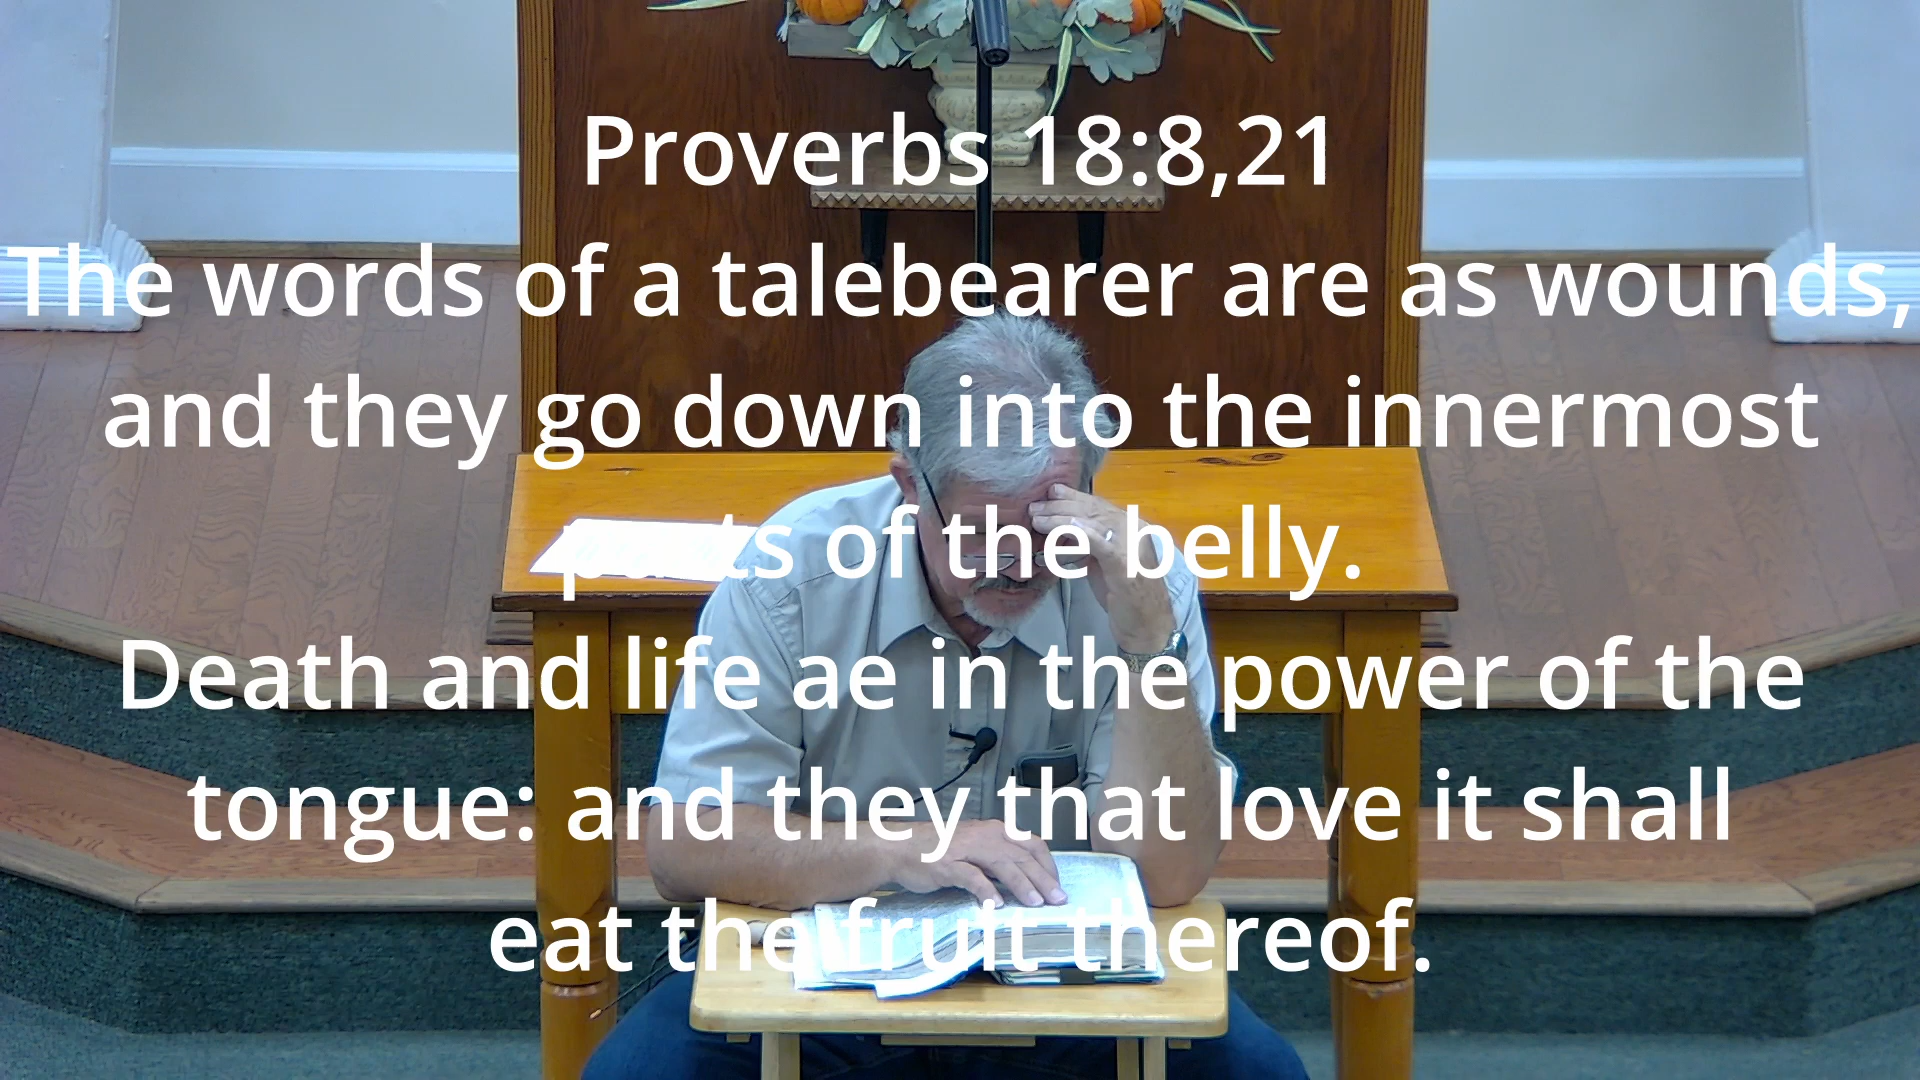 Proverbs 18:8,21
The words of a talebearer are as wounds,
and they go down into the innermost
parts of the belly.
Death and life ae in the power of the
tongue: and they that love it shall
eat the fruit thereof.